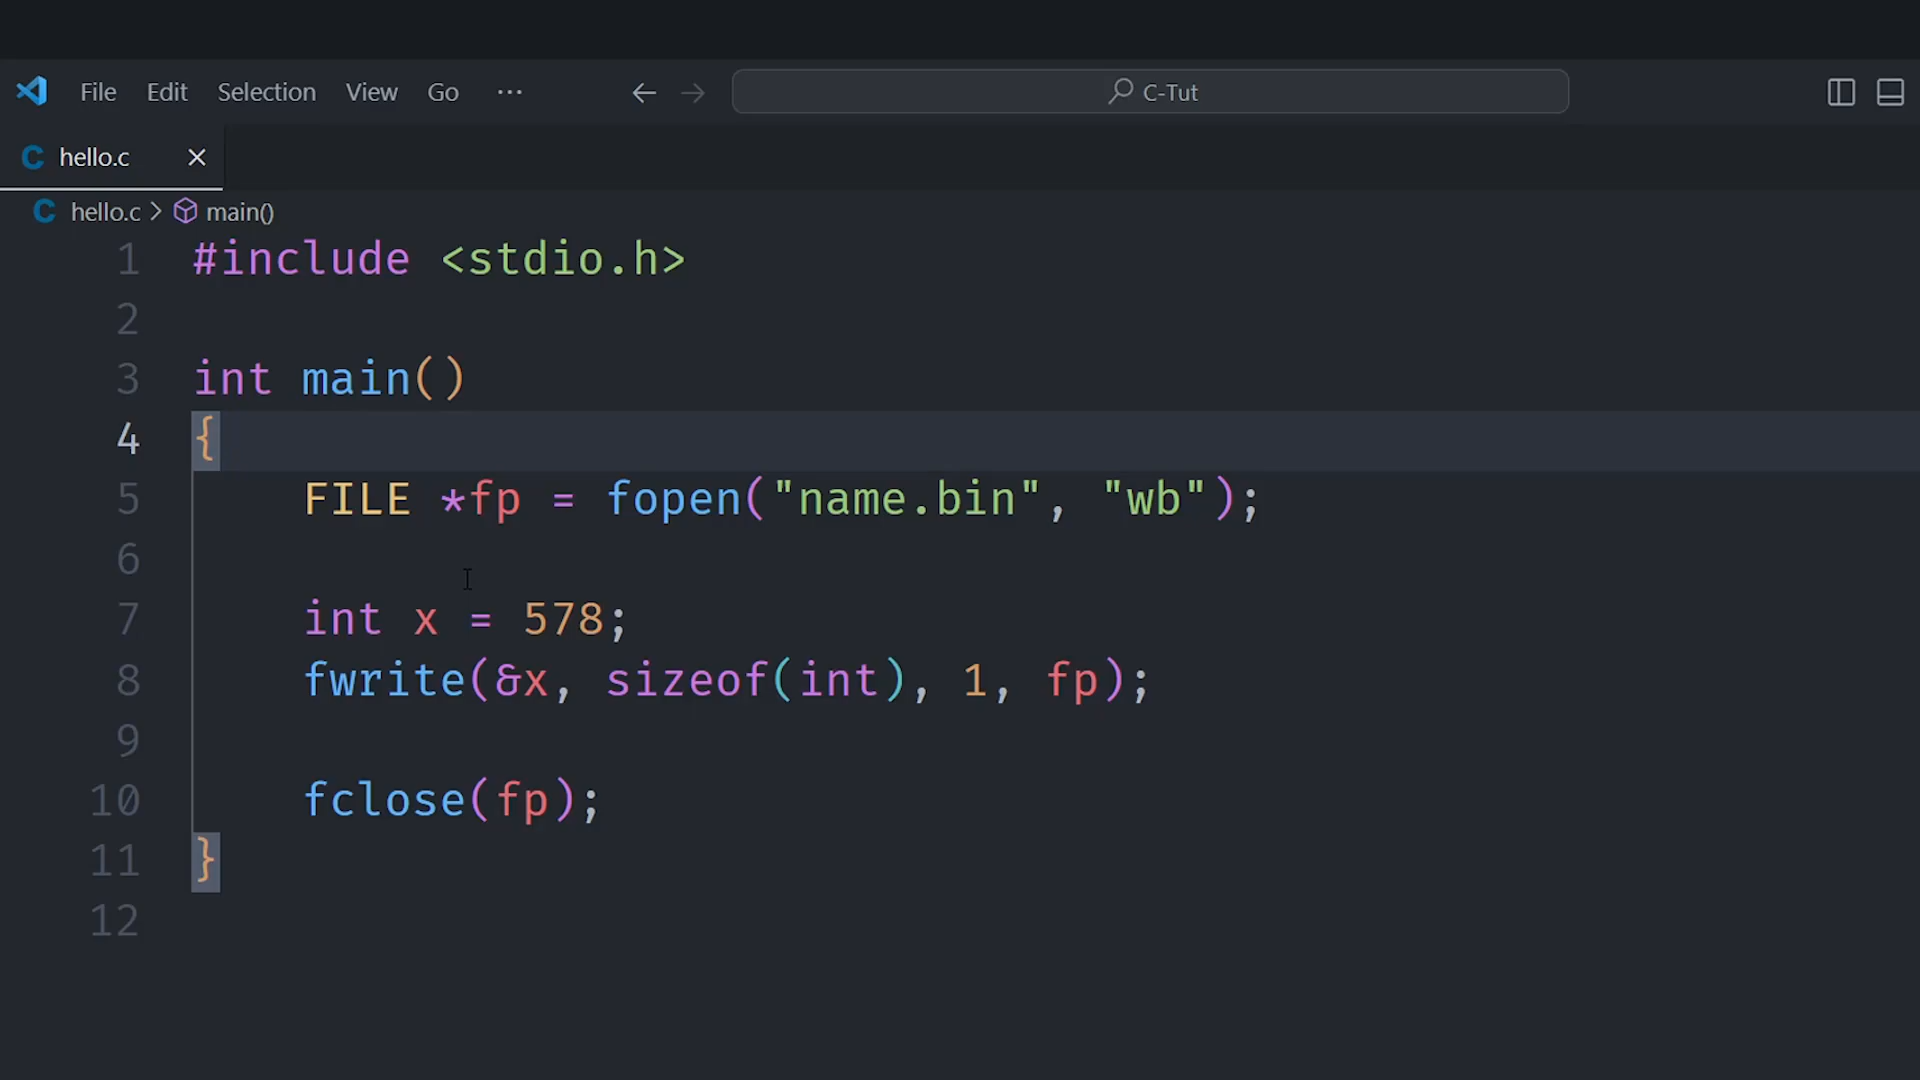 File Edit Selection View Go ··· ← → C-Tut
C hello.c ×
C hello.c > main()
1 #include <stdio.h>
2
3 int main()
4 {
5 FILE *fp = fopen("name.bin", "wb");
6
7 int x = 578;
8 fwrite(&x, sizeof(int), 1, fp);
9
10 fclose(fp);
11 }
12